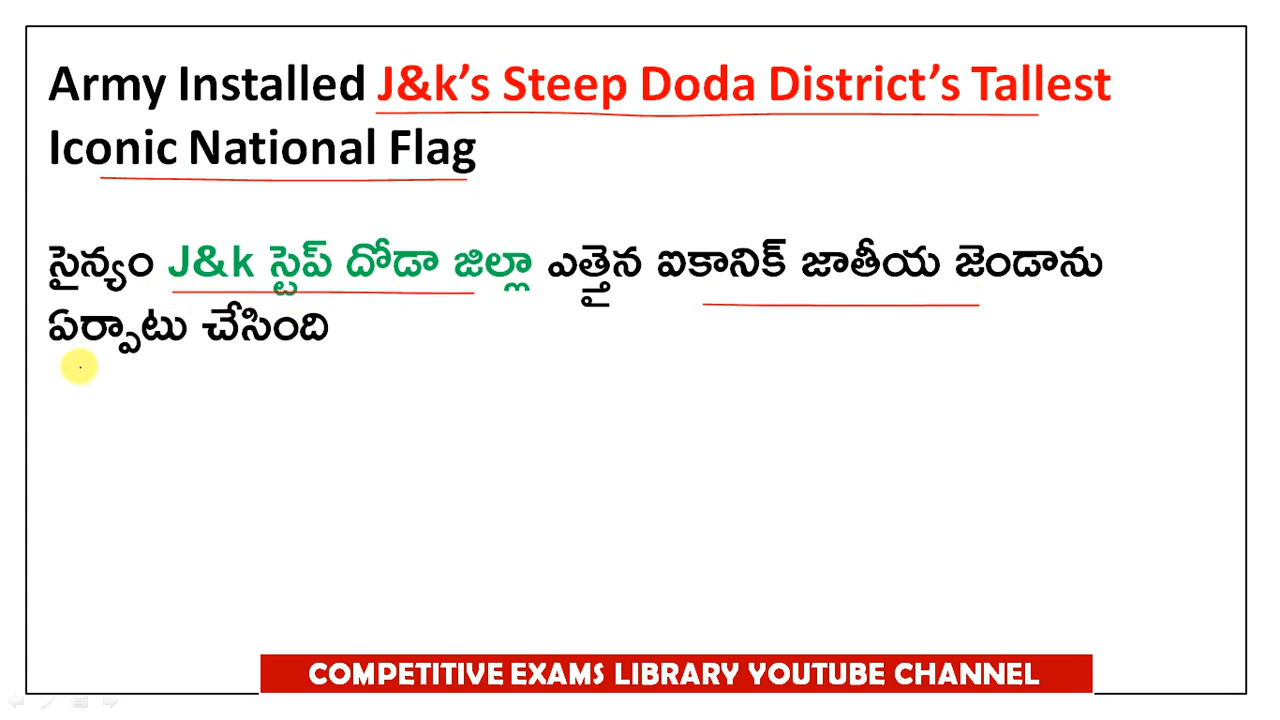 Army Installed J&k's Steep Doda District's Tallest
Iconic National Flag
సైన్యం J&k స్టెప్ దోడా జిల్లా ఎత్తైన ఐకానిక్ జాతీయ జెండాను
ఏర్పాటు చేసింది
COMPETITIVE EXAMS LIBRARY YOUTUBE CHANNEL